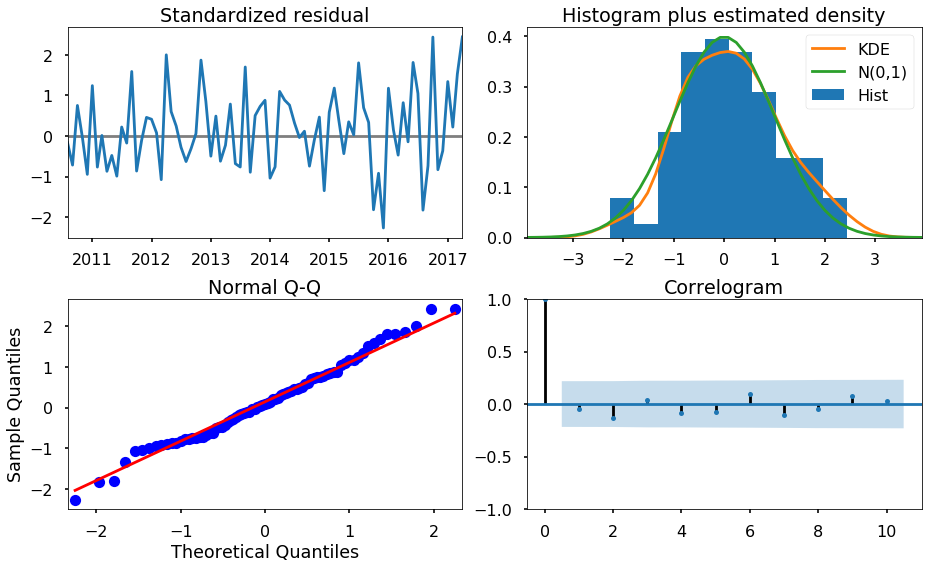 Standardized residual
2
1
0
−1
−2
2011 2012 2013 2014 2015 2016 2017
Histogram plus estimated density
0.4
0.3
0.2
0.1
0.0
KDE
N(0,1)
Hist
−3 −2 −1 0 1 2 3
Normal Q-Q
Sample Quantiles
2
1
0
−1
−2
−2 −1 0 1 2
Theoretical Quantiles
Correlogram
1.0
0.5
0.0
−0.5
−1.0
0 2 4 6 8 10